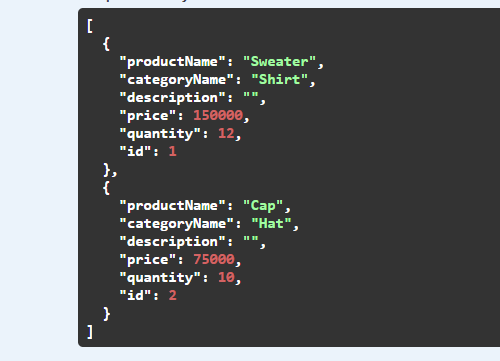 [
  {
    "productName": "Sweater",
    "categoryName": "Shirt",
    "description": "",
    "price": 150000,
    "quantity": 12,
    "id": 1
  },
  {
    "productName": "Cap",
    "categoryName": "Hat",
    "description": "",
    "price": 75000,
    "quantity": 10,
    "id": 2
  }
]